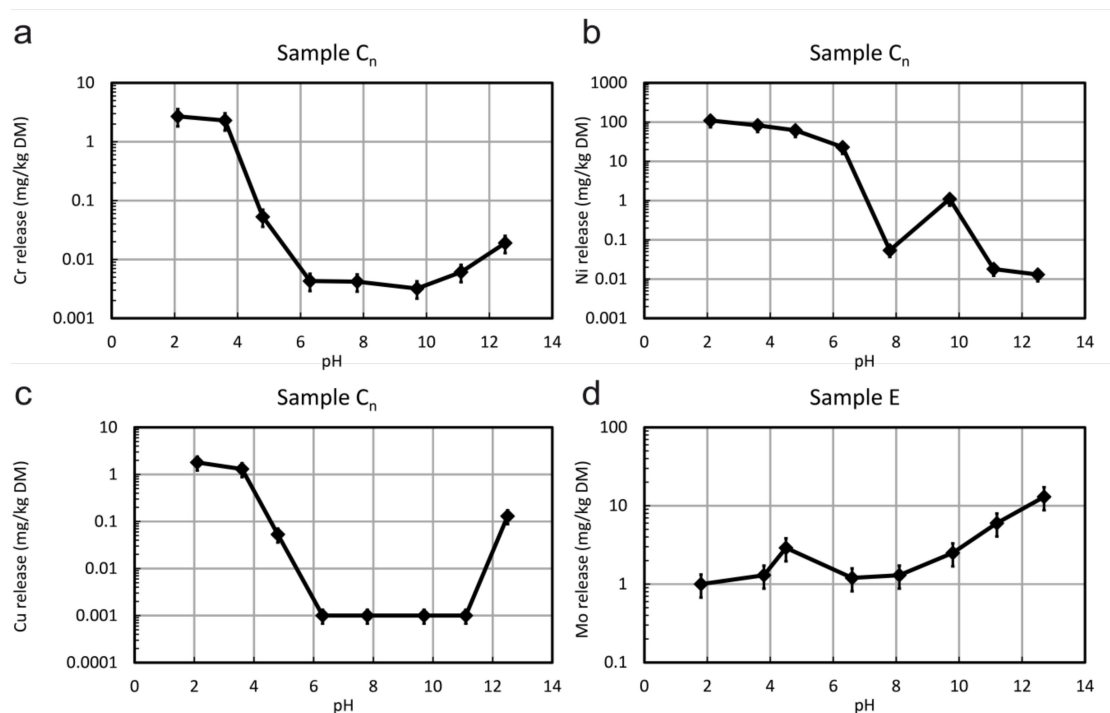 a
Sample Cn
Cr release (mg/kg DM)
10
1
0.1
0.01
0.001
0 2 4 6 8 10 12 14
pH
b
Sample Cn
Ni release (mg/kg DM)
1000
100
10
1
0.1
0.01
0.001
0 2 4 6 8 10 12 14
pH
c
Sample Cn
Cu release (mg/kg DM)
10
1
0.1
0.01
0.001
0.0001
0 2 4 6 8 10 12 14
pH
d
Sample E
Mo release (mg/kg DM)
100
10
1
0.1
0 2 4 6 8 10 12 14
pH